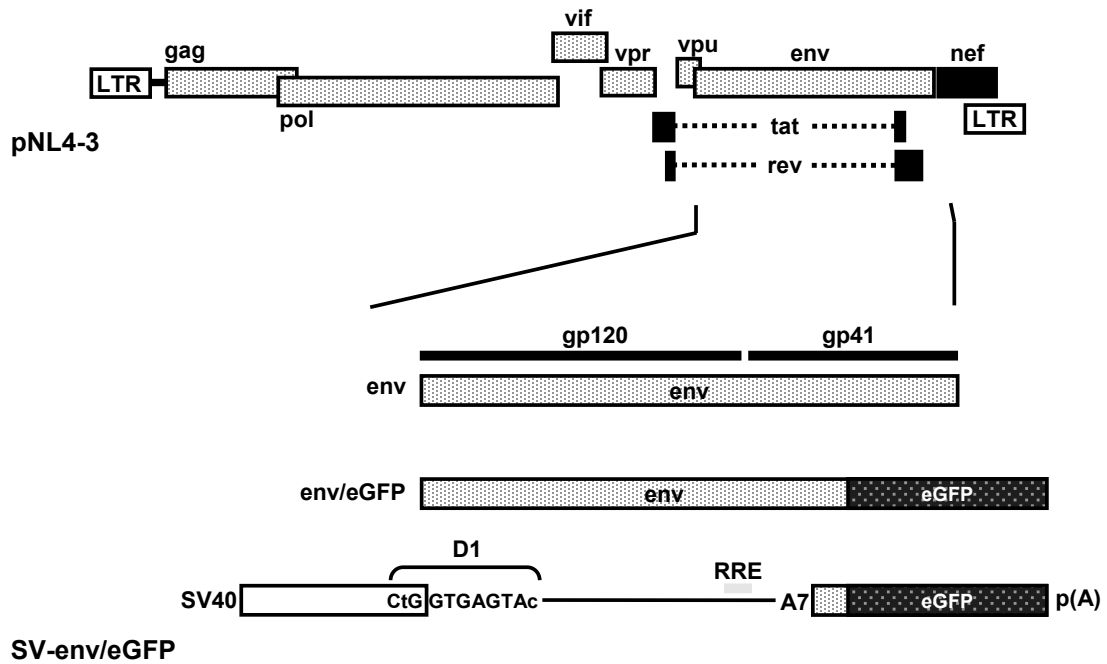 vif
gag
vpr
vpu
env
nef
LTR
pol
LTR
pNL4-3
tat
rev
gp120
gp41
env
env
env/eGFP
env
eGFP
D1
RRE
SV40
CtG GTGAGTAc
A7
eGFP
p(A)
SV-env/eGFP